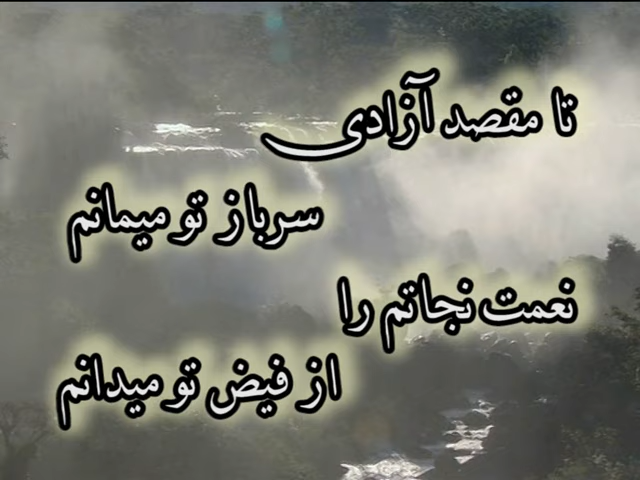 تا مقصد آزادی
سرباز تو میمانم
نعمت نجاتم را
از فیض تو میدانم